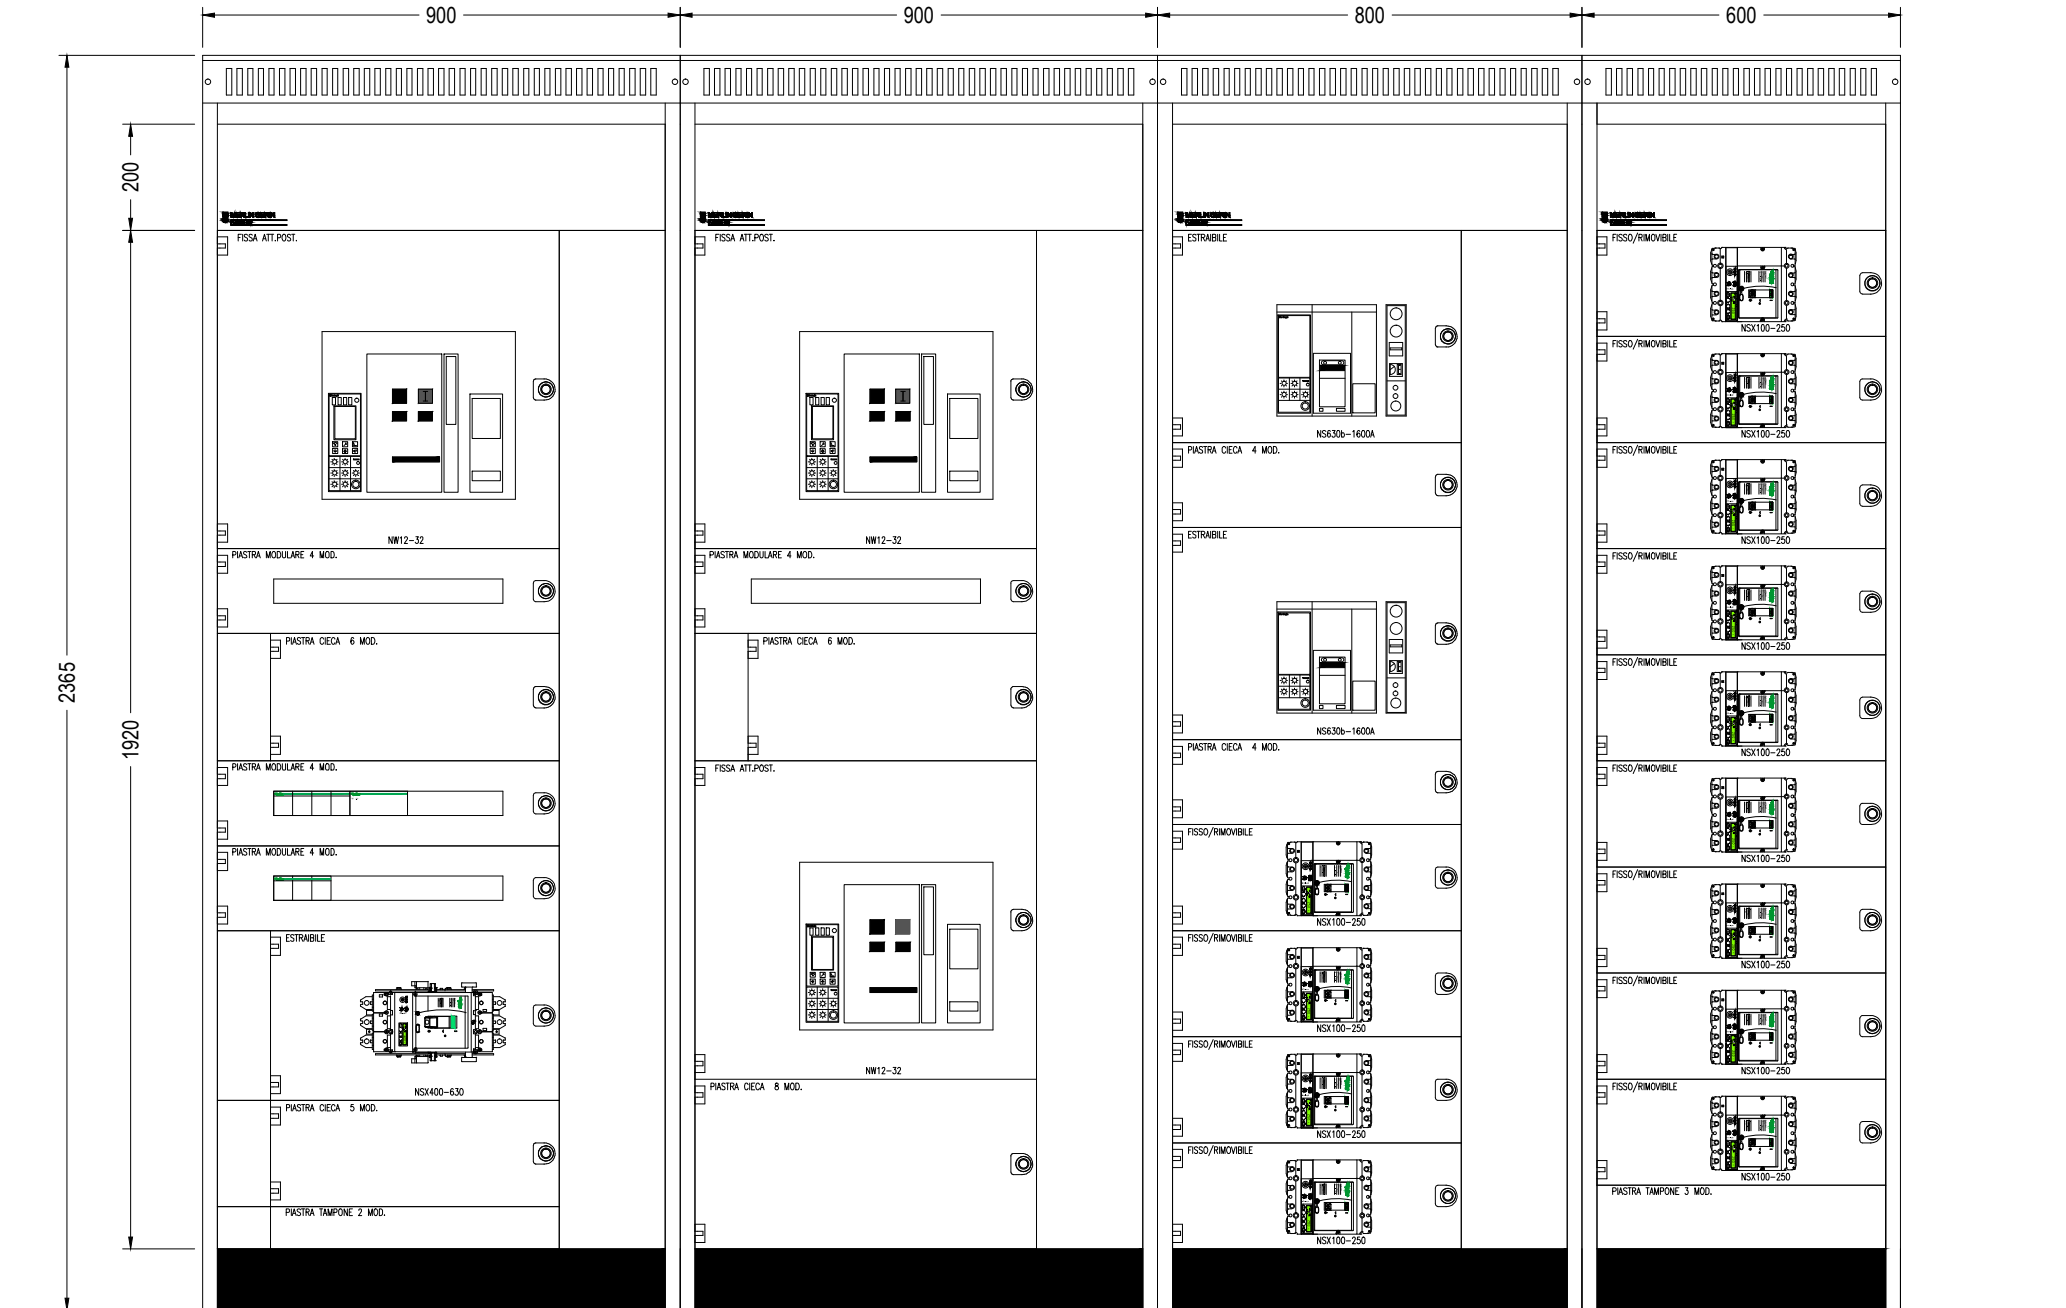 900
900
800
600
2365
200
1920
FISSA ATT.POST.
NW12-32
PIASTRA MODULARE 4 MOD.
PIASTRA CIECA 6 MOD.
PIASTRA MODULARE 4 MOD.
PIASTRA MODULARE 4 MOD.
ESTRAIBILE
NSX400-630
PIASTRA CIECA 5 MOD.
PIASTRA TAMPONE 2 MOD.
FISSA ATT.POST.
NW12-32
PIASTRA MODULARE 4 MOD.
PIASTRA CIECA 6 MOD.
FISSA ATT.POST.
NW12-32
PIASTRA CIECA 8 MOD.
ESTRAIBILE
NS630b-1600A
PIASTRA CIECA 4 MOD.
ESTRAIBILE
NS630b-1600A
PIASTRA CIECA 4 MOD.
FISSO/RIMOVIBILE
NSX100-250
FISSO/RIMOVIBILE
NSX100-250
FISSO/RIMOVIBILE
NSX100-250
FISSO/RIMOVIBILE
NSX100-250
FISSO/RIMOVIBILE
NSX100-250
FISSO/RIMOVIBILE
NSX100-250
FISSO/RIMOVIBILE
NSX100-250
FISSO/RIMOVIBILE
NSX100-250
FISSO/RIMOVIBILE
NSX100-250
FISSO/RIMOVIBILE
NSX100-250
FISSO/RIMOVIBILE
NSX100-250
FISSO/RIMOVIBILE
NSX100-250
FISSO/RIMOVIBILE
NSX100-250
PIASTRA TAMPONE 3 MOD.